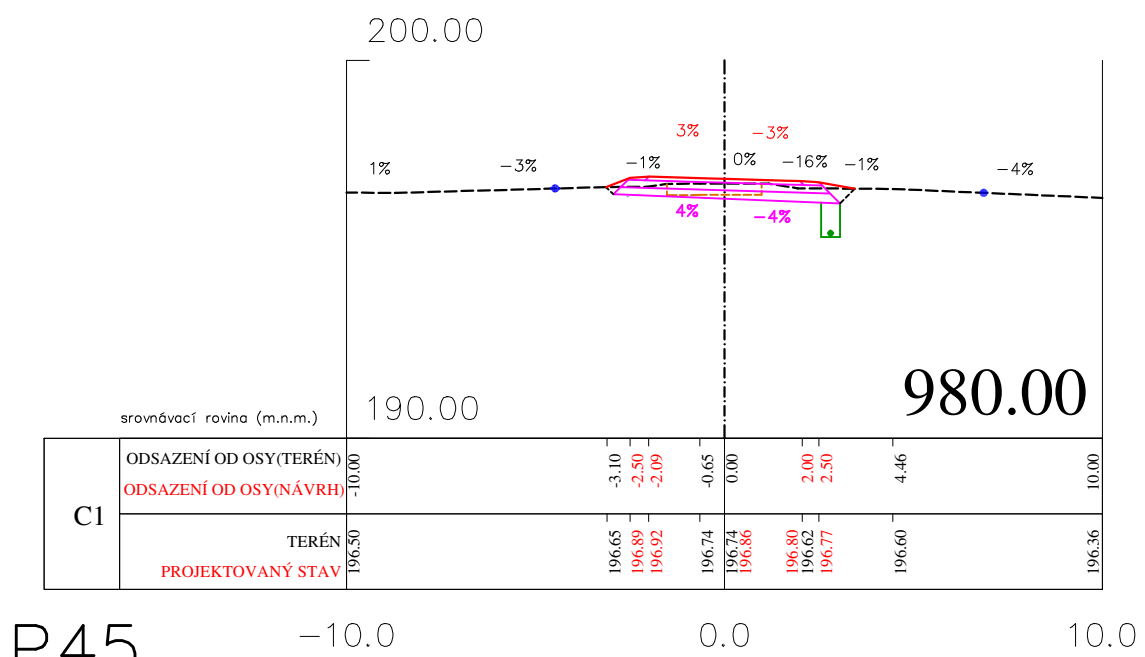 200.00
3% -3%
1% -3% -1% 0% -16% -1% -4%
4% -4%
980.00
srovnávací rovina (m.n.m.) 190.00
C1
ODSAZENÍ OD OSY(TERÉN)
ODSAZENÍ OD OSY(NÁVRH)
-10.00 -3.10 -2.50 -2.09 -0.65 0.00 2.00 2.50 4.46 10.00
TERÉN
PROJEKTOVANÝ STAV
196.50 196.65 196.89 196.92 196.74 196.74 196.86 196.80 196.62 196.77 196.60 196.36
P45 -10.0 0.0 10.0